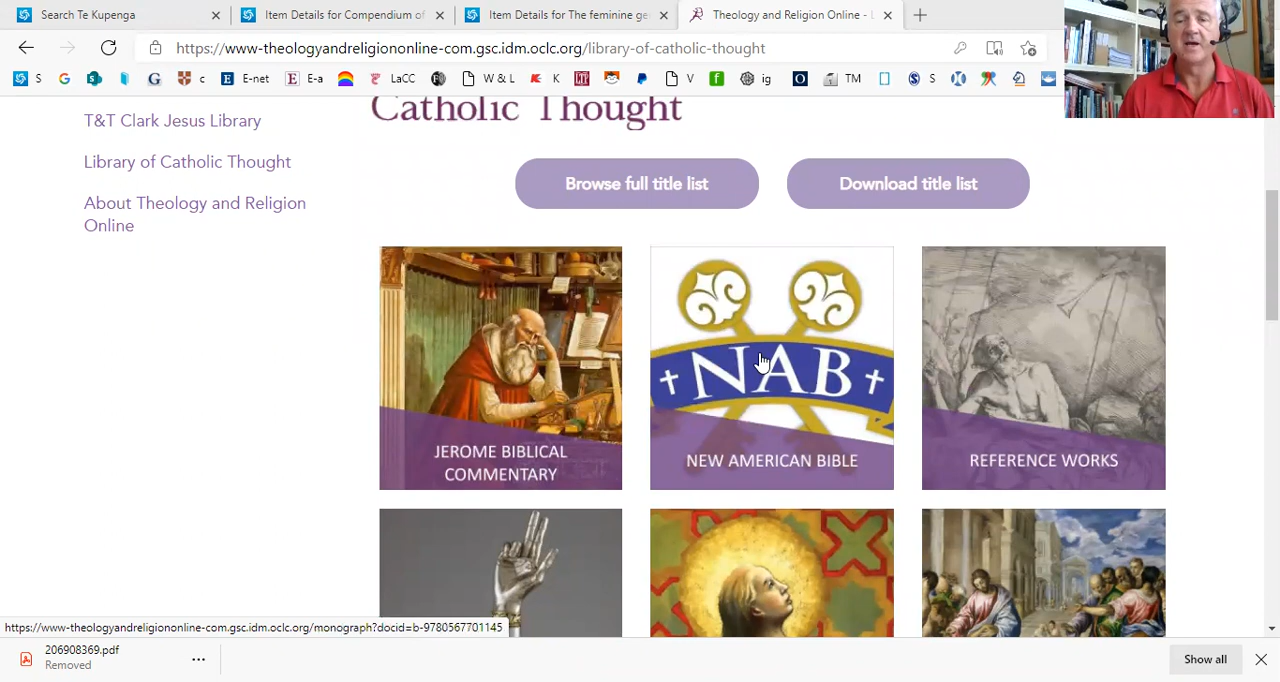 Search Te Kupenga
Item Details for Compendium of
Item Details for The feminine ge
Theology and Religion Online - L
https://www-theologyandreligiononline-com.gsc.idm.oclc.org/library-of-catholic-thought
S
c
E-net
E-a
LaCC
W & L
K
V
ig
TM
S
Catholic Thought
T&T Clark Jesus Library
Library of Catholic Thought
About Theology and Religion
Online
Browse full title list
Download title list
JEROME BIBLICAL
COMMENTARY
NAB
NEW AMERICAN BIBLE
REFERENCE WORKS
https://www-theologyandreligiononline-com.gsc.idm.oclc.org/monograph?docid=b-9780567701145
206908369.pdf
Removed
Show all